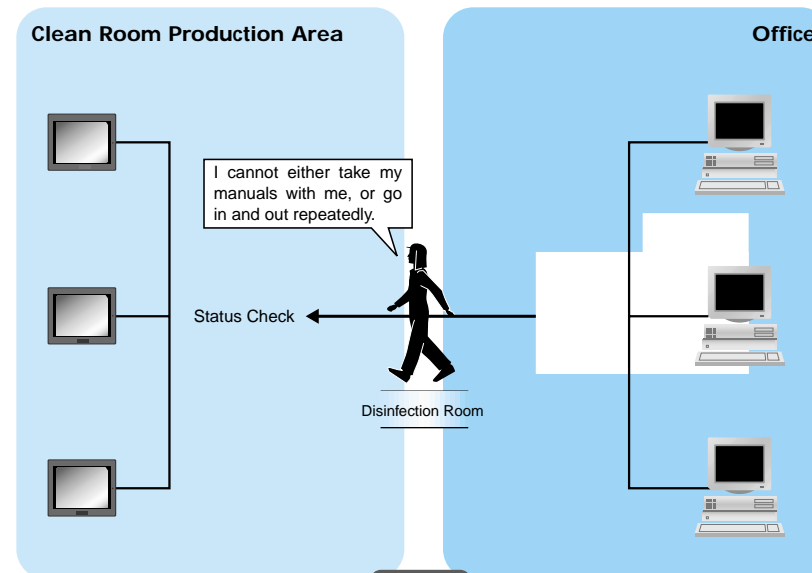 Clean Room Production Area
Office
I cannot either take my
manuals with me, or go
in and out repeatedly.
Status Check
Disinfection Room